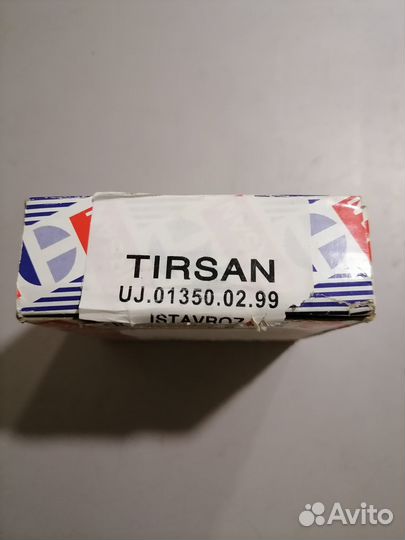 TIRSAN
UJ.01350.02.99
ISTAVROZ
Avito